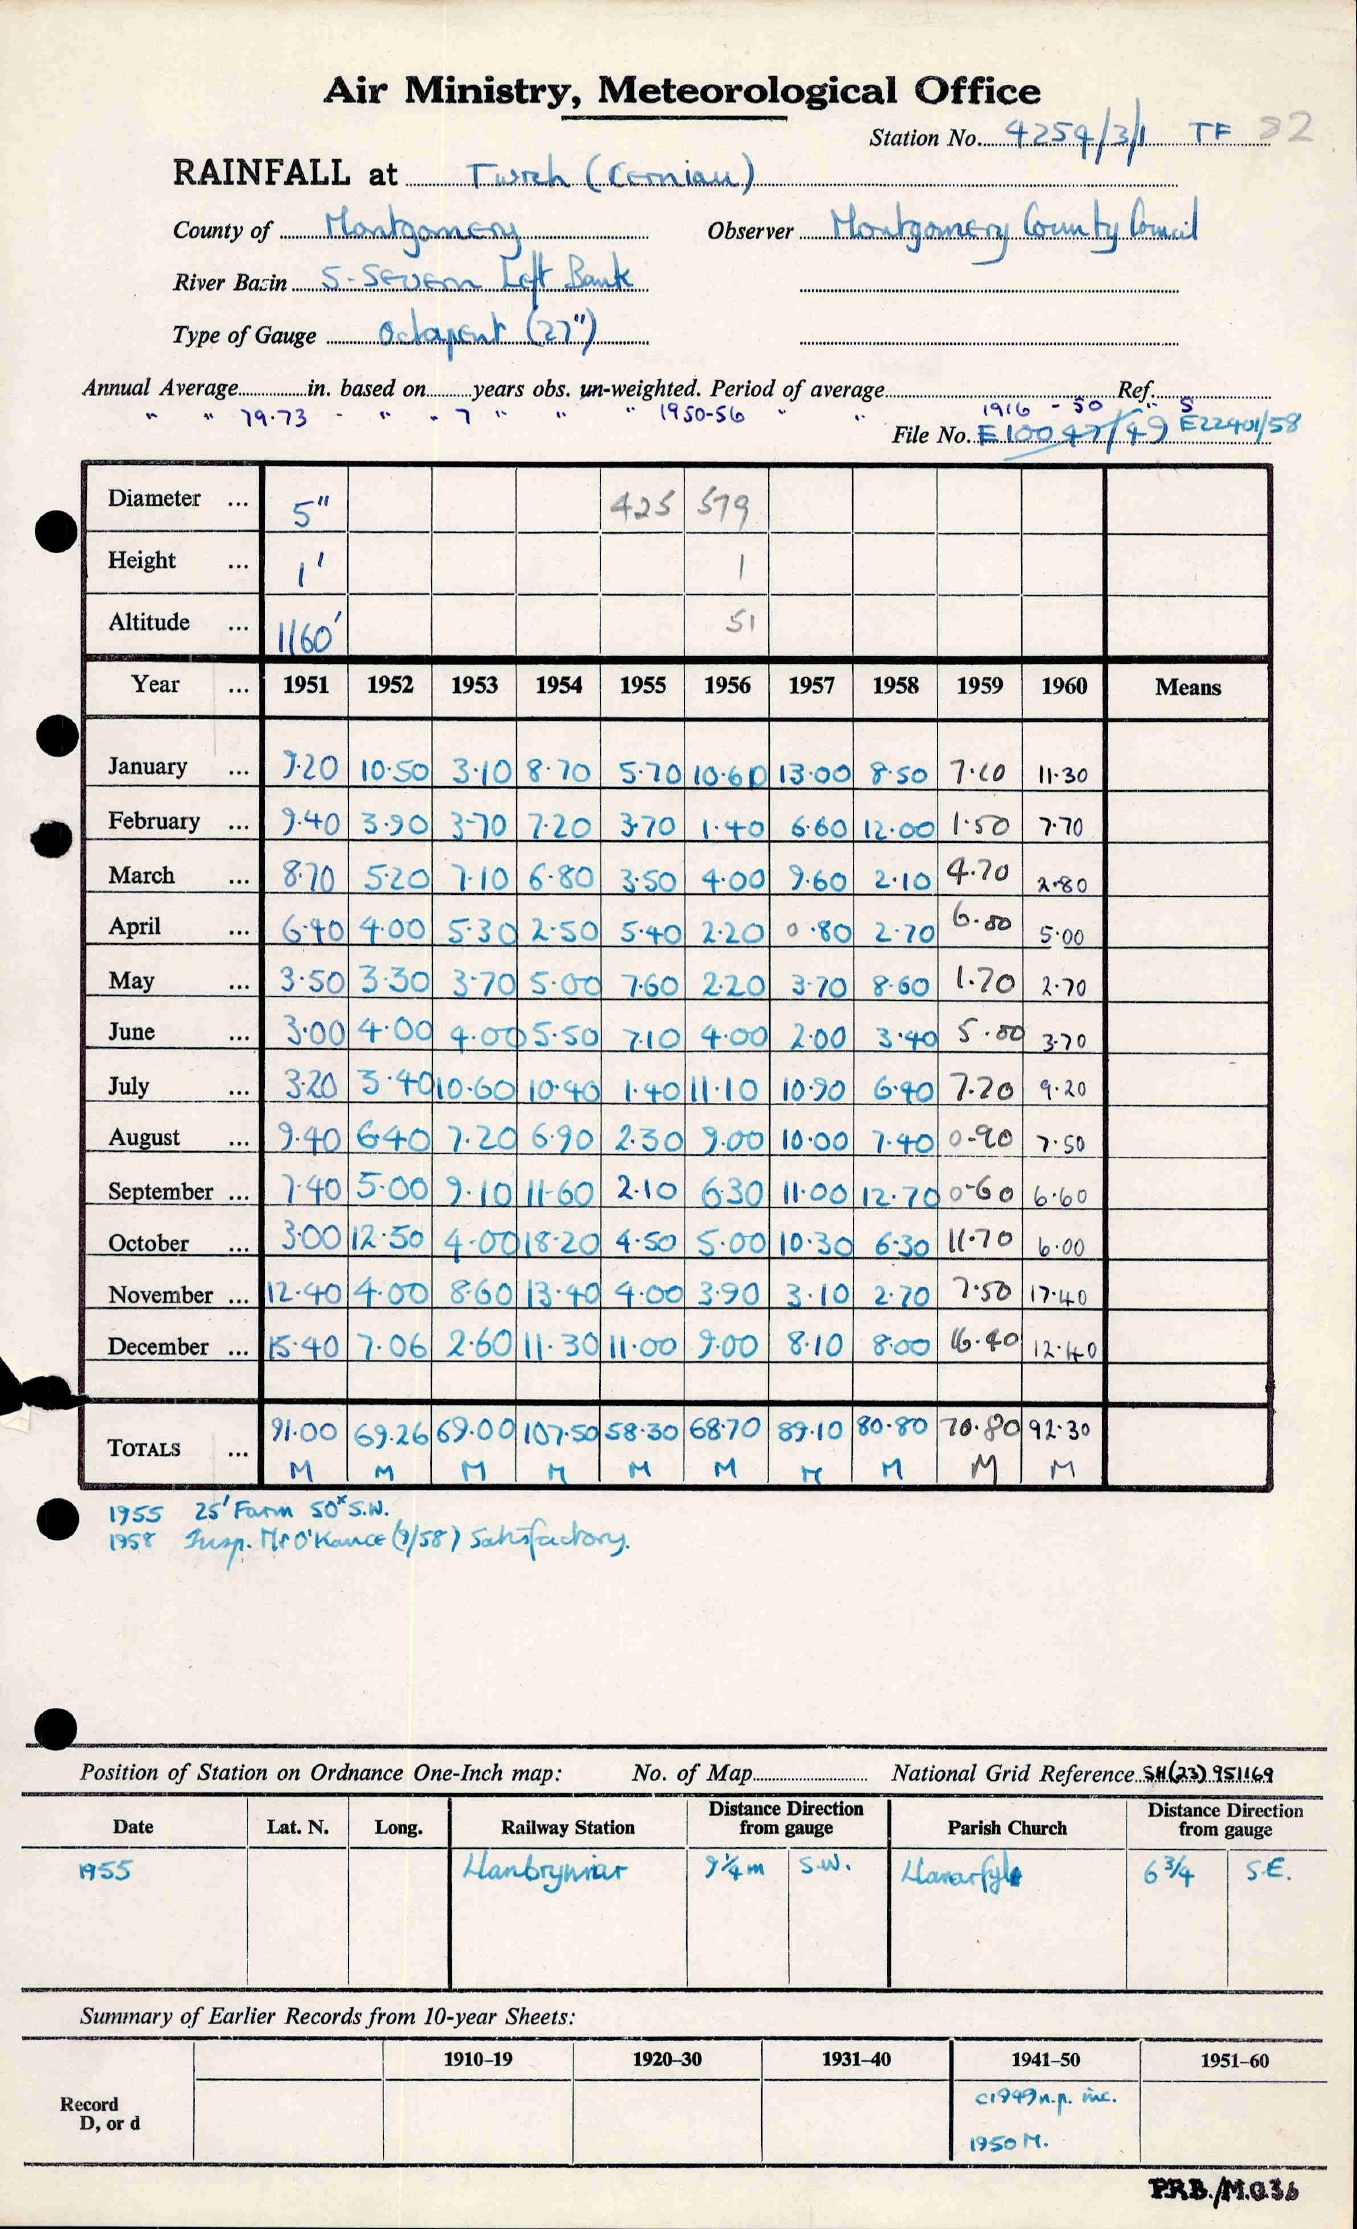 Air Ministry, Meteorological Office
Station No. 4254/3/1 TF 82
RAINFALL at Twrch (Cerniau)
County of Montgomery Observer Montgomery County Council
River Basin S-Severn Left Bank
Type of Gauge Octapent (27")
Annual Average in. based on years obs. un-weighted. Period of average Ref.
" " 79.73 - " - 7 " " " 1950-56 " " 1916-50 " S
File No. E10047/49 E22401/58
Diameter ... 5" 425 579
Height ... 1' 1
Altitude ... 1160' 51
Year ... 1951 1952 1953 1954 1955 1956 1957 1958 1959 1960 Means
January ... 9.20 10.50 3.10 8.70 5.70 10.60 13.00 8.50 7.10 11.30
February ... 9.40 3.90 3.70 7.20 3.70 1.40 6.60 12.00 1.50 7.70
March ... 8.70 5.20 7.10 6.80 3.50 4.00 9.60 2.10 4.70 2.80
April ... 6.40 4.00 5.30 2.50 5.40 2.20 0.80 2.70 5.00
May ... 3.50 3.30 3.70 5.00 7.60 2.20 3.70 8.60 1.70 2.70
June ... 3.00 4.00 4.00 5.50 7.10 4.00 2.00 3.40 3.70
July ... 3.20 3.40 10.60 10.40 1.40 11.10 10.90 6.40 7.20 9.20
August ... 9.40 6.40 7.20 6.90 2.30 9.00 10.00 7.40 0.90 7.50
September ... 7.40 5.00 9.10 11.60 2.10 6.30 11.00 12.70 0.60 6.60
October ... 3.00 12.50 4.00 18.20 4.50 5.00 10.30 6.30 11.70 6.00
November ... 12.40 4.00 8.60 13.40 4.00 3.90 3.10 2.70 7.50 17.40
December ... 15.40 7.06 2.60 11.30 11.00 9.00 8.10 8.00 16.40 12.40
TOTALS ... 91.00 69.26 69.00 107.50 58.30 68.70 89.10 80.80 70.80 92.30
M M M M M M M M M M
1955 25' Farm 50x S.W.
1958 Insp. Mr O'Kance (9/58) Satisfactory.
Position of Station on Ordnance One-Inch map: No. of Map National Grid Reference SH(23) 951169
Date Lat. N. Long. Railway Station Distance Direction from gauge Parish Church Distance Direction from gauge
1955 Llanbrynmair 9¼m S.W. Llanerfyl 6¾ S.E.
Summary of Earlier Records from 10-year Sheets:
1910–19 1920–30 1931–40 1941–50 1951–60
Record
D, or d
c1949 n.p. inc.
1950 M.
P.R.B./M.036